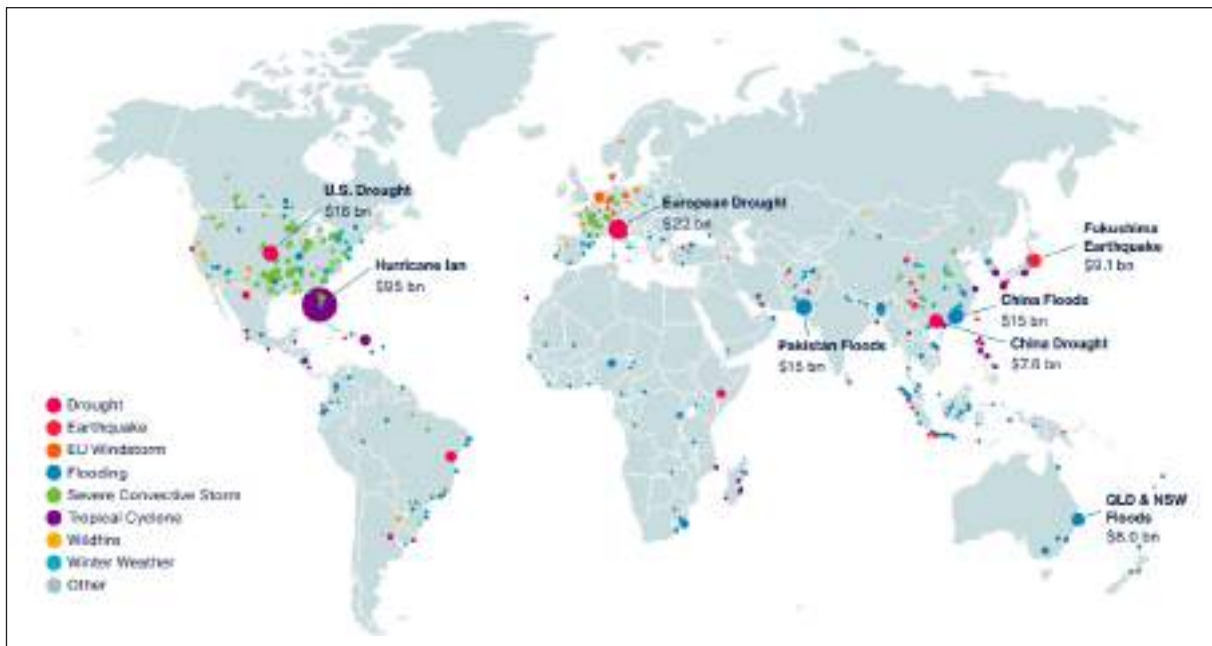 U.S. Drought
$16 bn
Hurricane Ian
$95 bn
European Drought
$22 bn
Fukushima
Earthquake
$9.1 bn
China Floods
$15 bn
China Drought
$7.6 bn
Pakistan Floods
$15 bn
QLD & NSW
Floods
$8.0 bn
Drought
Earthquake
EU Windstorm
Flooding
Severe Convective Storm
Tropical Cyclone
Wildfire
Winter Weather
Other